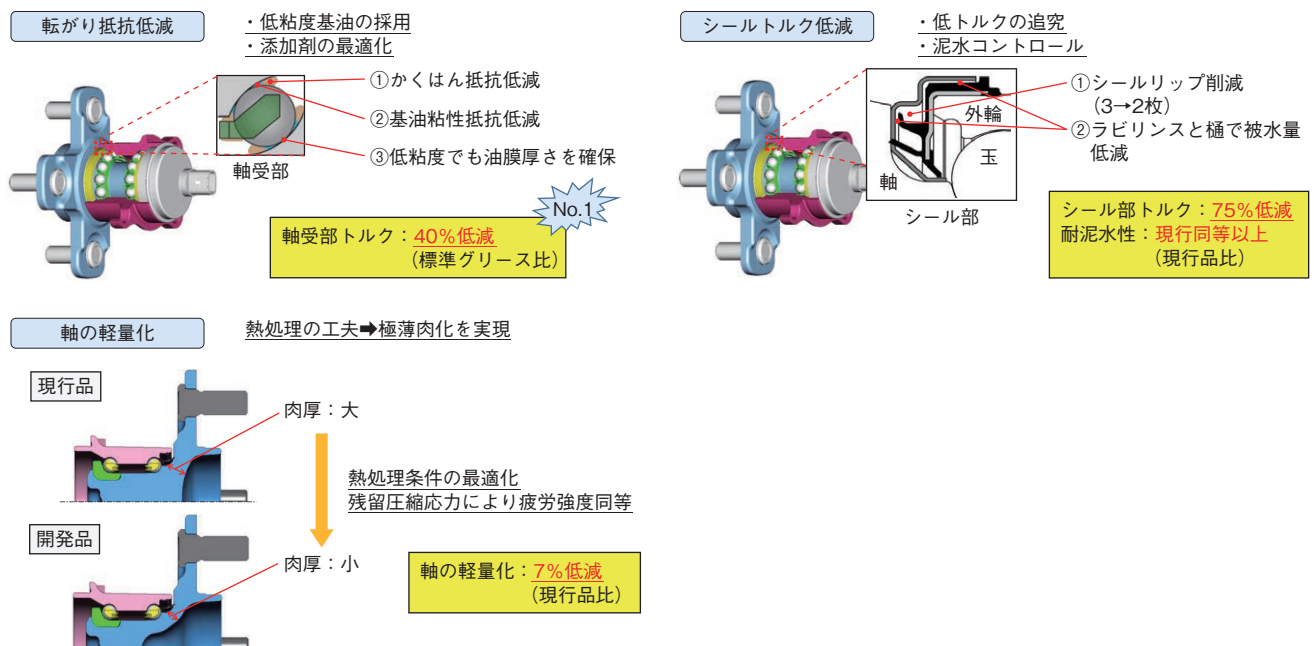 転がり抵抗低減
・低粘度基油の採用
・添加剤の最適化
①かくはん抵抗低減
②基油粘性抵抗低減
③低粘度でも油膜厚さを確保
軸受部
No.1
軸受部トルク：40%低減
（標準グリース比）
シールトルク低減
・低トルクの追究
・泥水コントロール
①シールリップ削減
（3→2枚）
②ラビリンスと樋で被水量
低減
外輪
玉
軸
シール部
シール部トルク：75%低減
耐泥水性：現行同等以上
（現行品比）
軸の軽量化
熱処理の工夫➡極薄肉化を実現
現行品
肉厚：大
熱処理条件の最適化
残留圧縮応力により疲労強度同等
開発品
肉厚：小
軸の軽量化：7%低減
（現行品比）